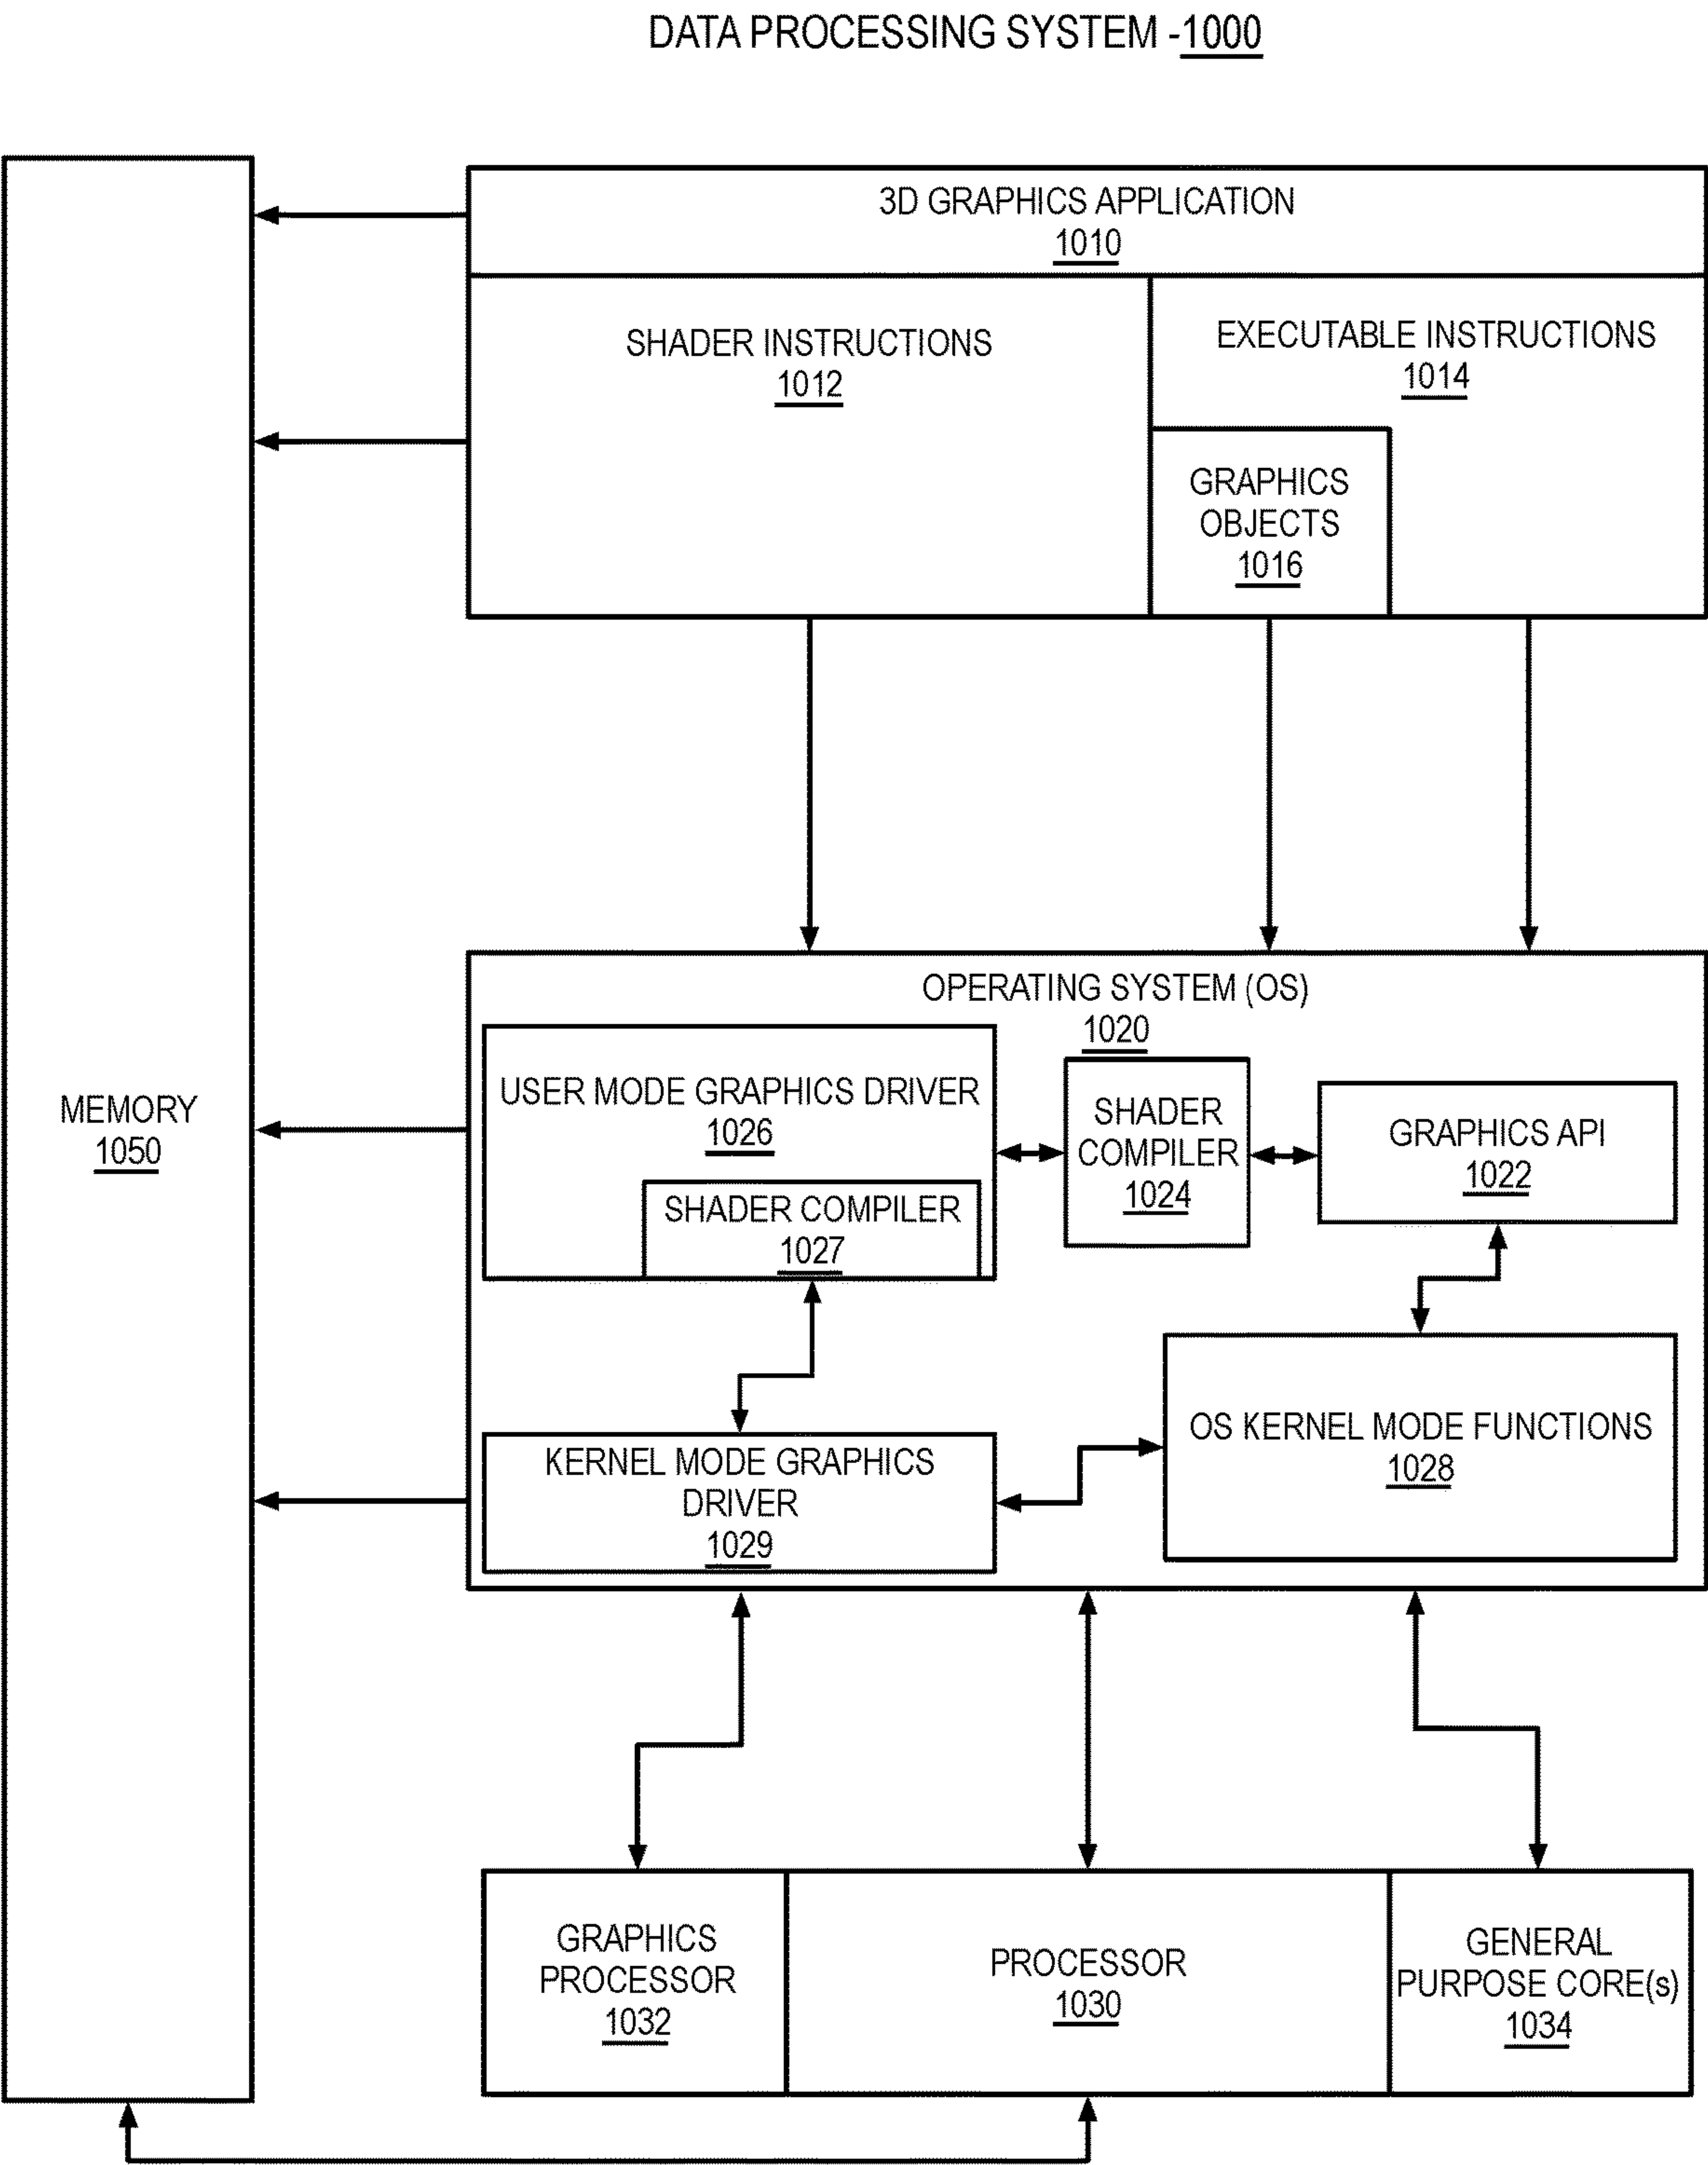 DATA PROCESSING SYSTEM -1000
3D GRAPHICS APPLICATION
1010
SHADER INSTRUCTIONS
1012
EXECUTABLE INSTRUCTIONS
1014
GRAPHICS
OBJECTS
1016
MEMORY
1050
OPERATING SYSTEM (OS)
1020
USER MODE GRAPHICS DRIVER
1026
SHADER COMPILER
1027
SHADER
COMPILER
1024
GRAPHICS API
1022
KERNEL MODE GRAPHICS
DRIVER
1029
OS KERNEL MODE FUNCTIONS
1028
GRAPHICS
PROCESSOR
1032
PROCESSOR
1030
GENERAL
PURPOSE CORE(s)
1034